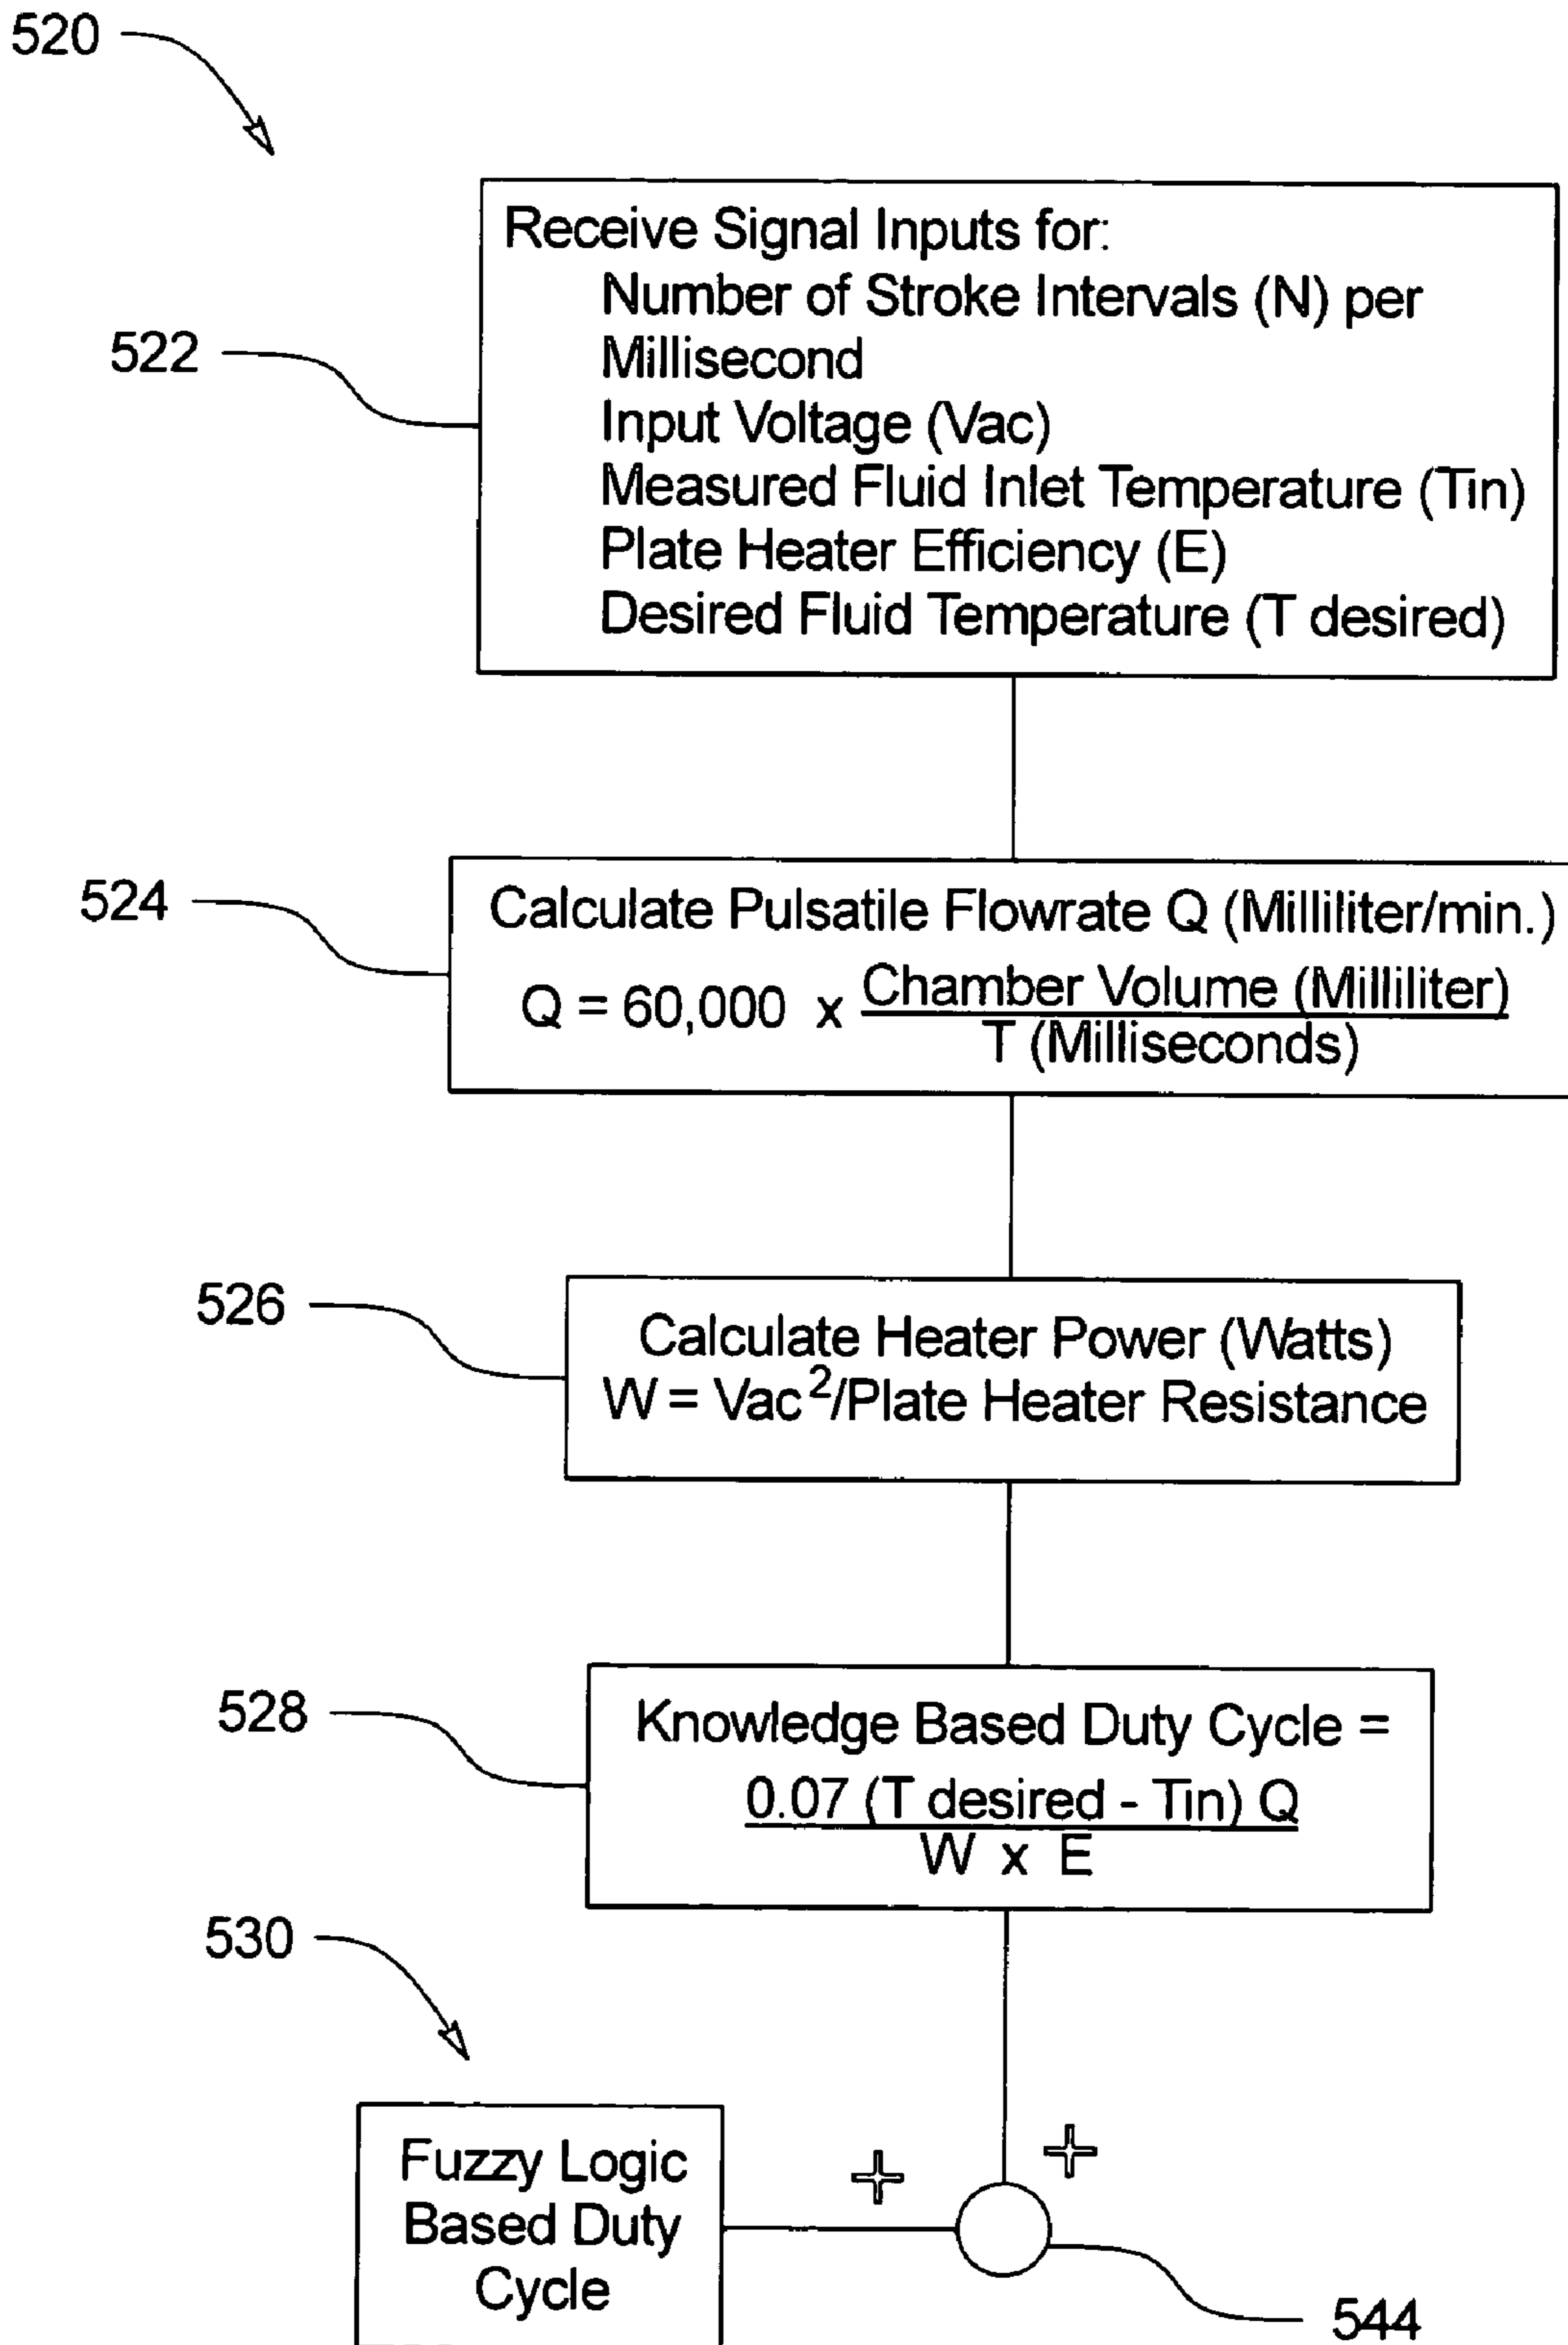 520
Receive Signal Inputs for:
Number of Stroke Intervals (N) per
Millisecond
522
Input Voltage (Vac)
Measured Fluid Inlet Temperature (Tin)
Plate Heater Efficiency (E)
Desired Fluid Temperature (T desired)
524
Calculate Pulsatile Flowrate Q (Milliliter/min.)
Q = 60,000 x Chamber Volume (Milliliter)
T (Milliseconds)
526
Calculate Heater Power (Watts)
W = Vac²/Plate Heater Resistance
528
Knowledge Based Duty Cycle =
0.07 (T desired - Tin) Q
W x E
530
Fuzzy Logic
Based Duty
Cycle
+
+
544